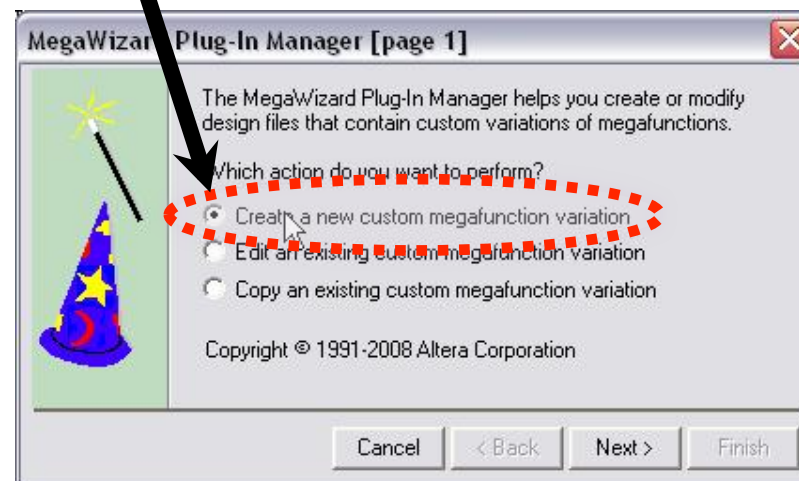 MegaWizard Plug-In Manager [page 1]
The MegaWizard Plug-In Manager helps you create or modify
design files that contain custom variations of megafunctions.
Which action do you want to perform?
Create a new custom megafunction variation
Edit an existing custom megafunction variation
Copy an existing custom megafunction variation
Copyright © 1991-2008 Altera Corporation
Cancel < Back Next > Finish